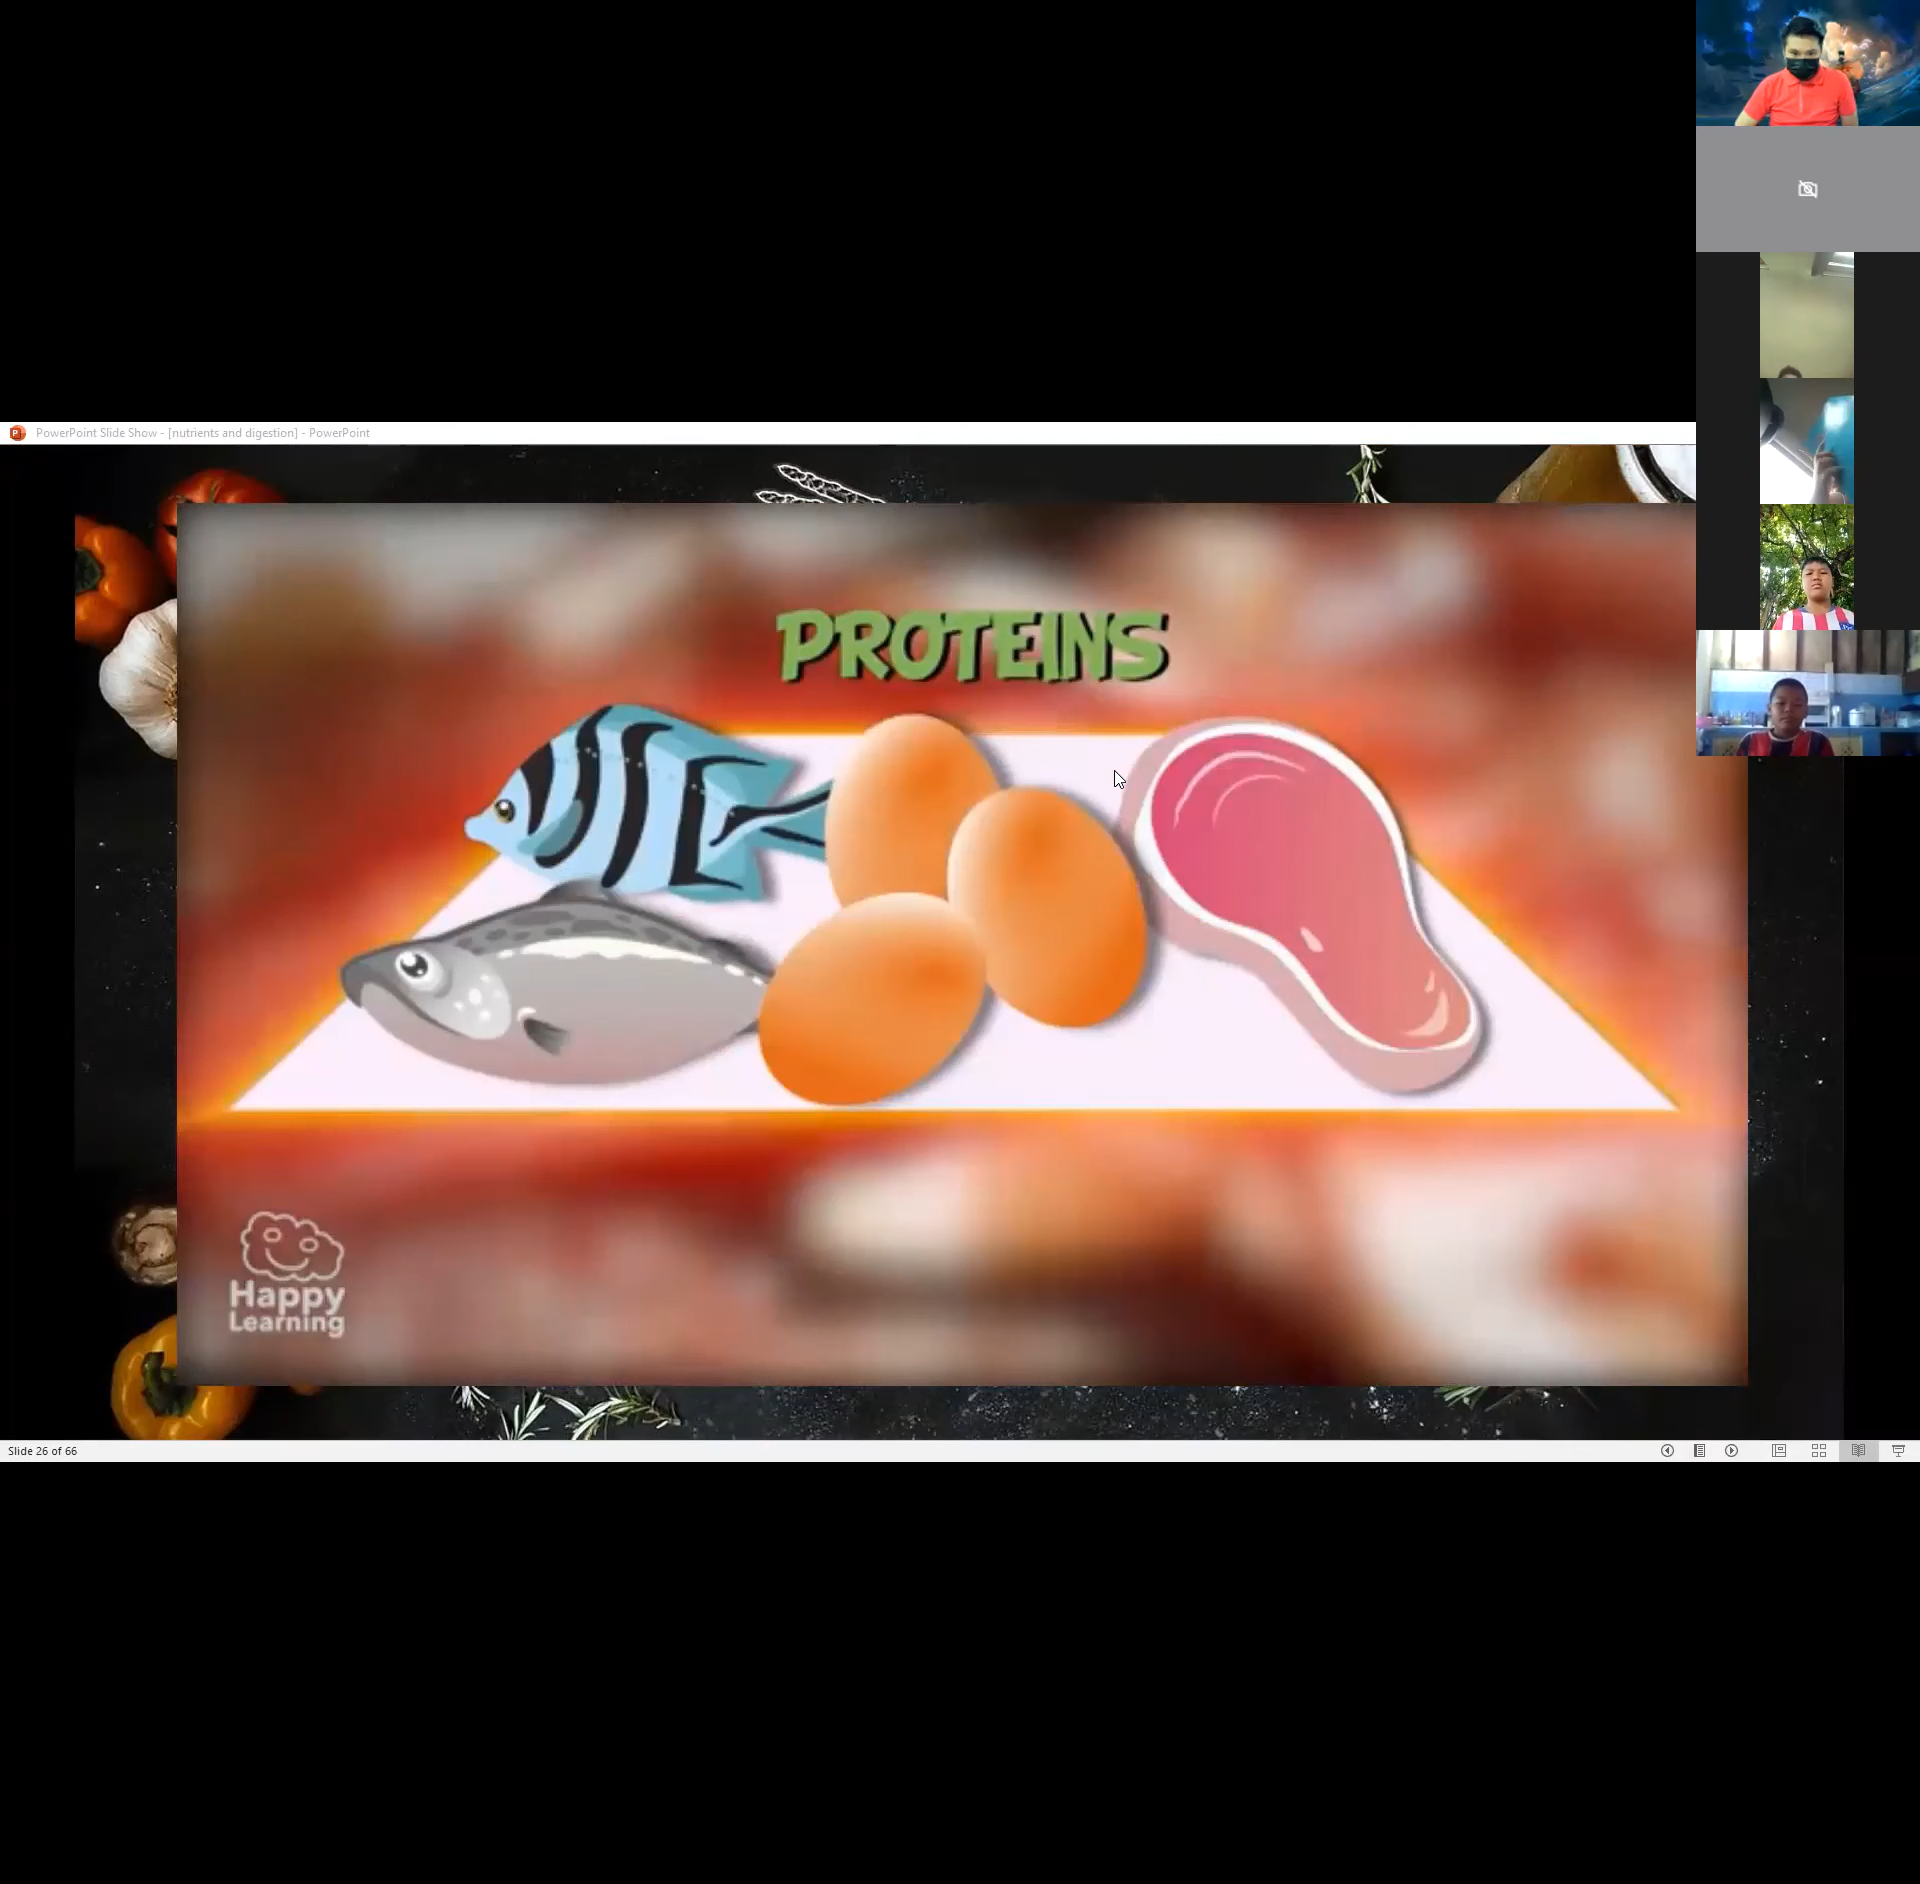 PowerPoint Slide Show - [nutrients and digestion] - PowerPoint
PROTEINS
Happy
Learning
Slide 26 of 66